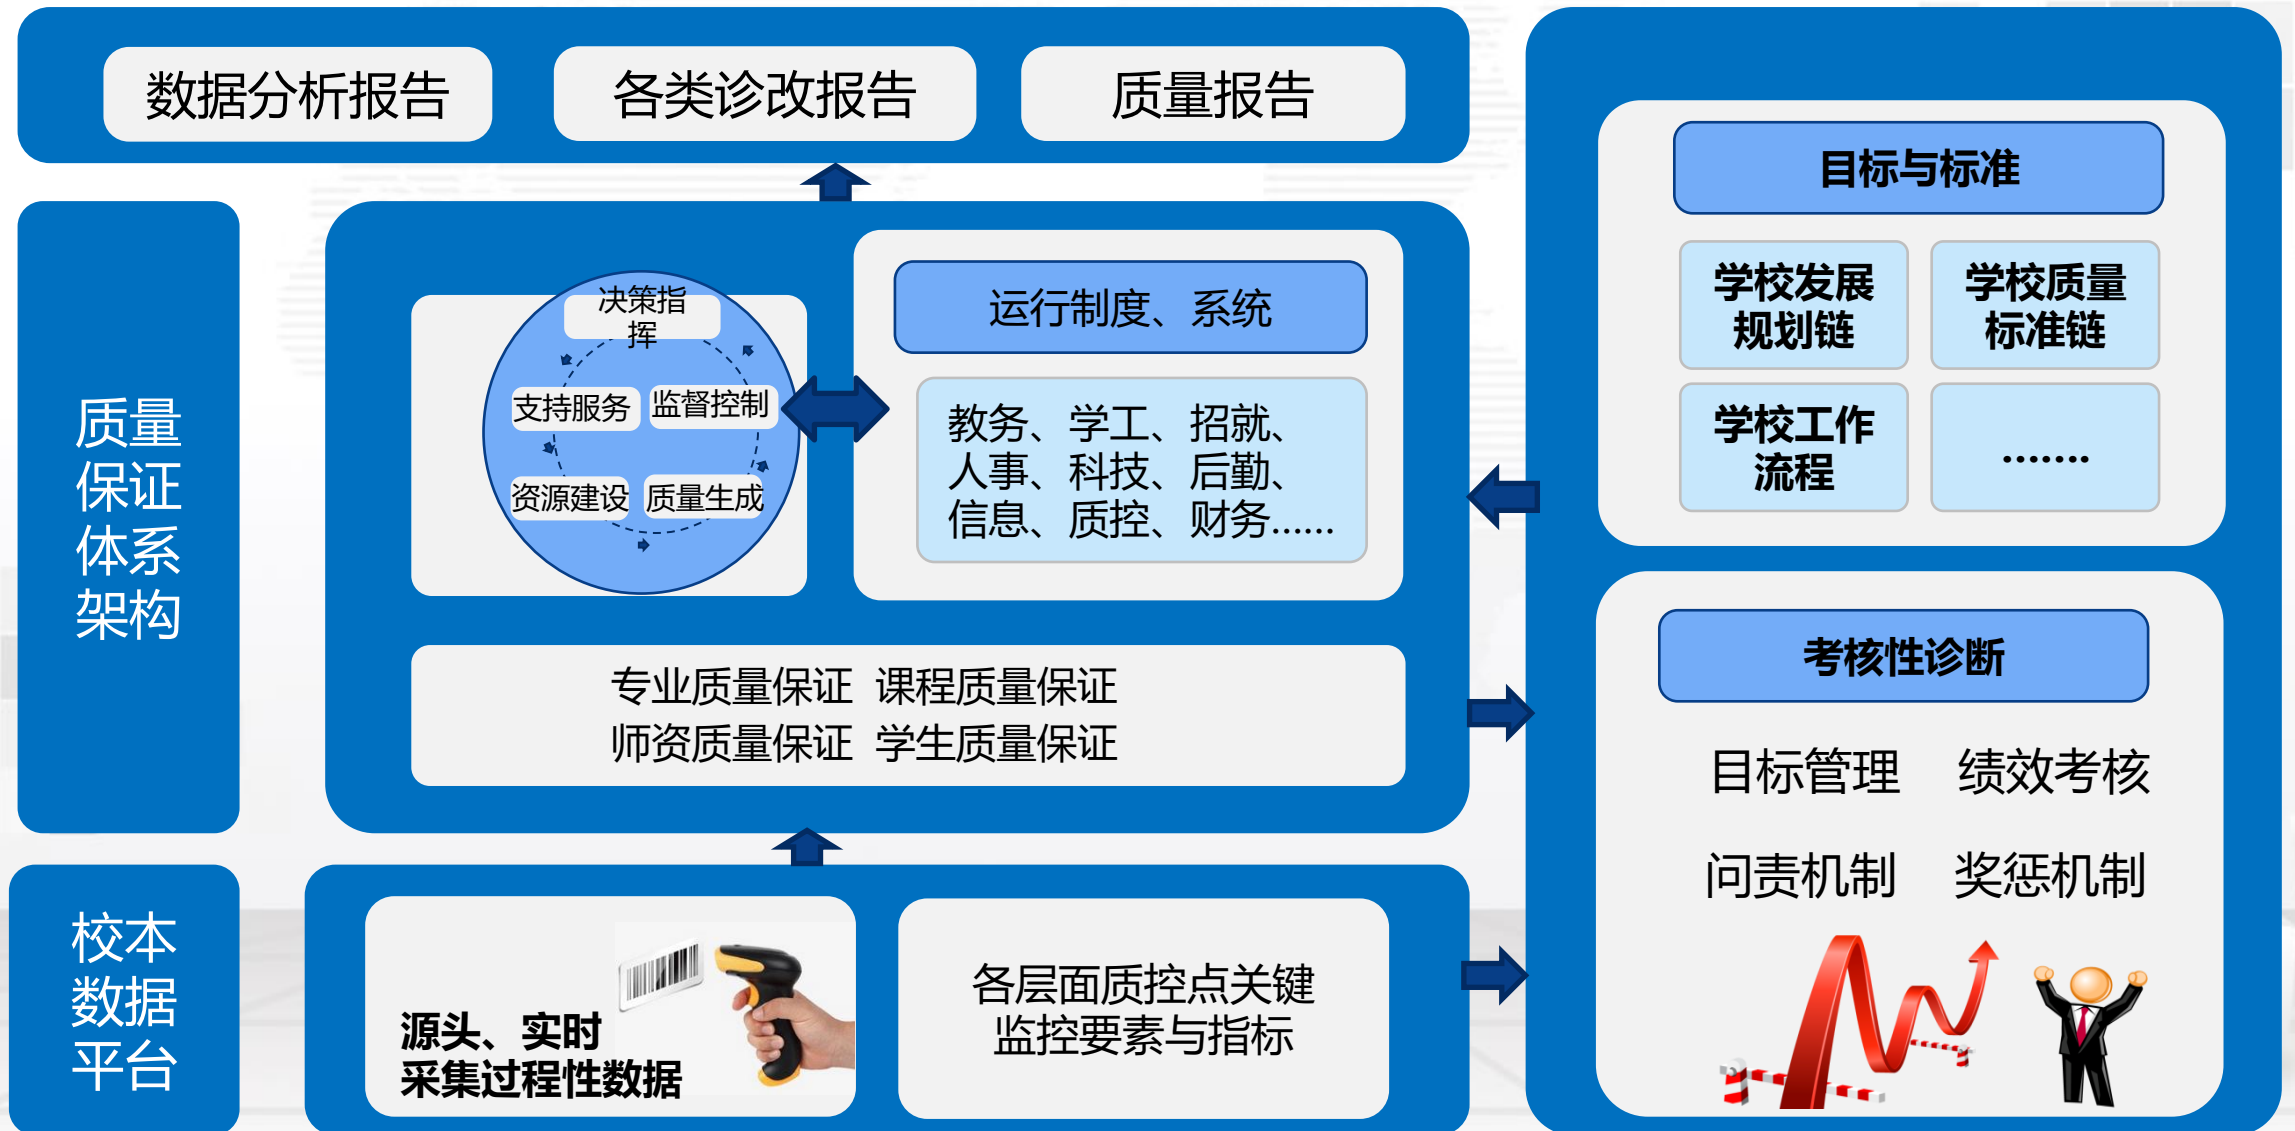 数据分析报告
各类诊改报告
质量报告
质量
保证
体系
架构
决策指
挥
支持服务
监督控制
资源建设
质量生成
运行制度、系统
教务、学工、招就、
人事、科技、后勤、
信息、质控、财务......
专业质量保证 课程质量保证
师资质量保证 学生质量保证
目标与标准
学校发展
规划链
学校质量
标准链
学校工作
流程
.......
考核性诊断
目标管理 绩效考核
问责机制 奖惩机制
校本
数据
平台
源头、实时
采集过程性数据
各层面质控点关键
监控要素与指标